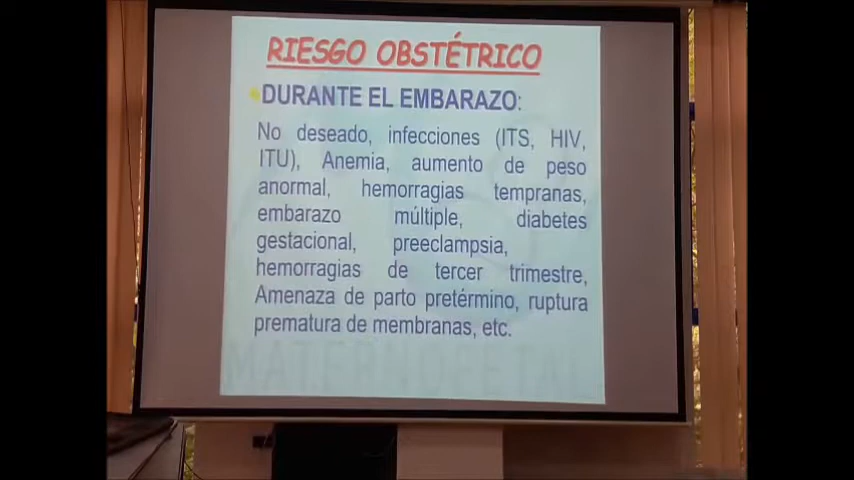 RIESGO OBSTÉTRICO
DURANTE EL EMBARAZO:
No deseado, infecciones (ITS, HIV,
ITU), Anemia, aumento de peso
anormal, hemorragias tempranas,
embarazo múltiple, diabetes
gestacional, preeclampsia,
hemorragias de tercer trimestre,
Amenaza de parto pretérmino, ruptura
prematura de membranas, etc.
MATERNOFETAL